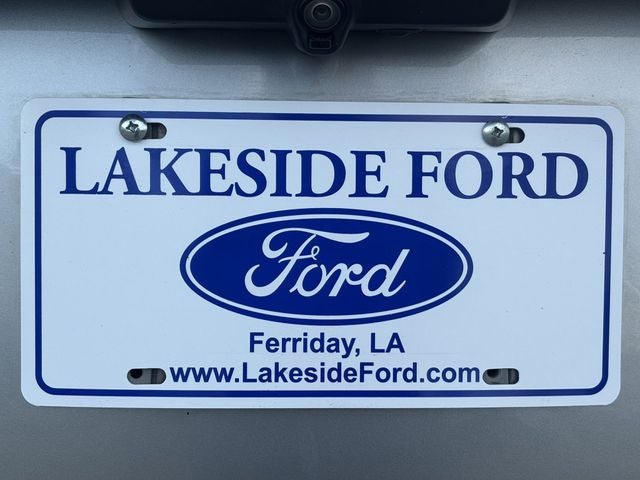 LAKESIDE FORD
Ford
Ferriday, LA
www.LakesideFord.com